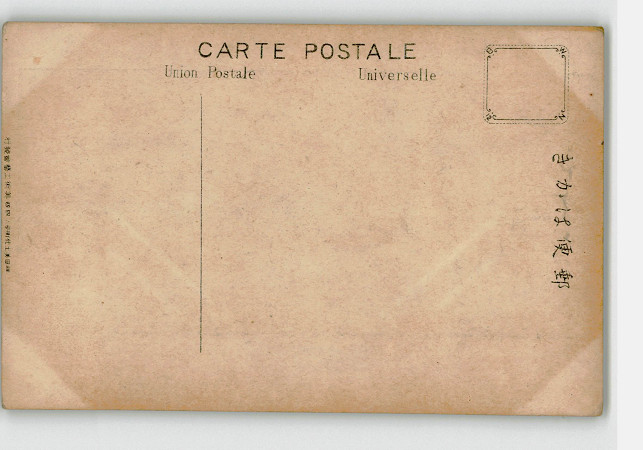 CARTE POSTALE
Union Postale Universelle
きかは便郵